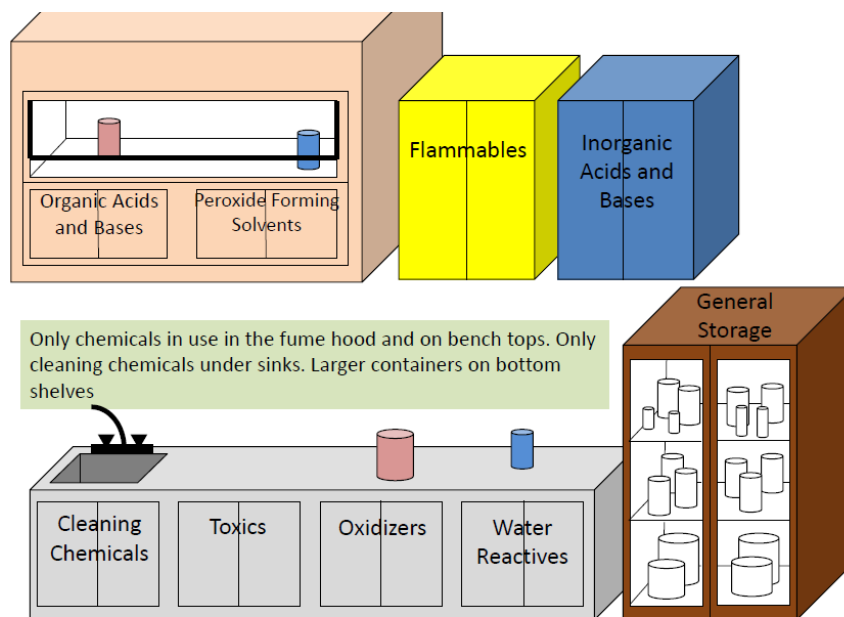 Organic Acids
and Bases
Peroxide Forming
Solvents
Flammables
Inorganic
Acids and
Bases
General
Storage
Only chemicals in use in the fume hood and on bench tops. Only
cleaning chemicals under sinks. Larger containers on bottom
shelves
Cleaning
Chemicals
Toxics
Oxidizers
Water
Reactives